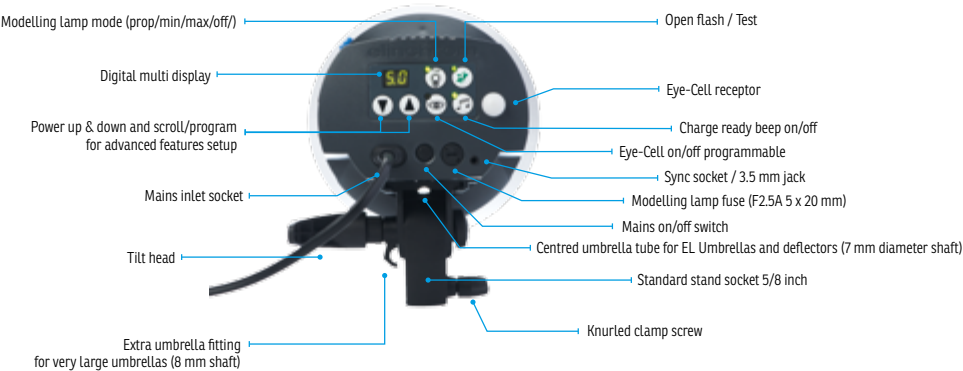 Modelling lamp mode (prop/min/max/off/)
Open flash / Test
Digital multi display
5.0
Eye-Cell receptor
Power up & down and scroll/program
for advanced features setup
Charge ready beep on/off
Eye-Cell on/off programmable
Sync socket / 3.5 mm jack
Mains inlet socket
Modelling lamp fuse (F2.5A 5 x 20 mm)
Mains on/off switch
Centred umbrella tube for EL Umbrellas and deflectors (7 mm diameter shaft)
Tilt head
Standard stand socket 5/8 inch
Knurled clamp screw
Extra umbrella fitting
for very large umbrellas (8 mm shaft)